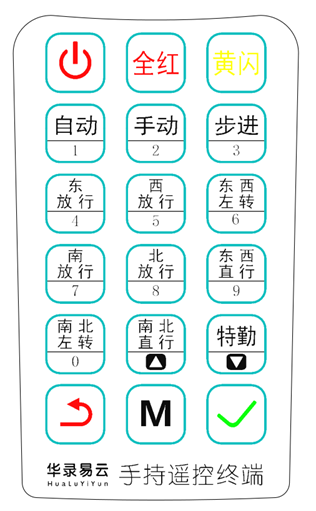 全红
黄闪
自动
1
手动
2
步进
3
东
放行
4
西
放行
5
东西
左转
6
南
放行
7
北
放行
8
东西
直行
9
南北
左转
0
南北
直行
特勤
M
华录易云
HuaLuYiYun
手持遥控终端